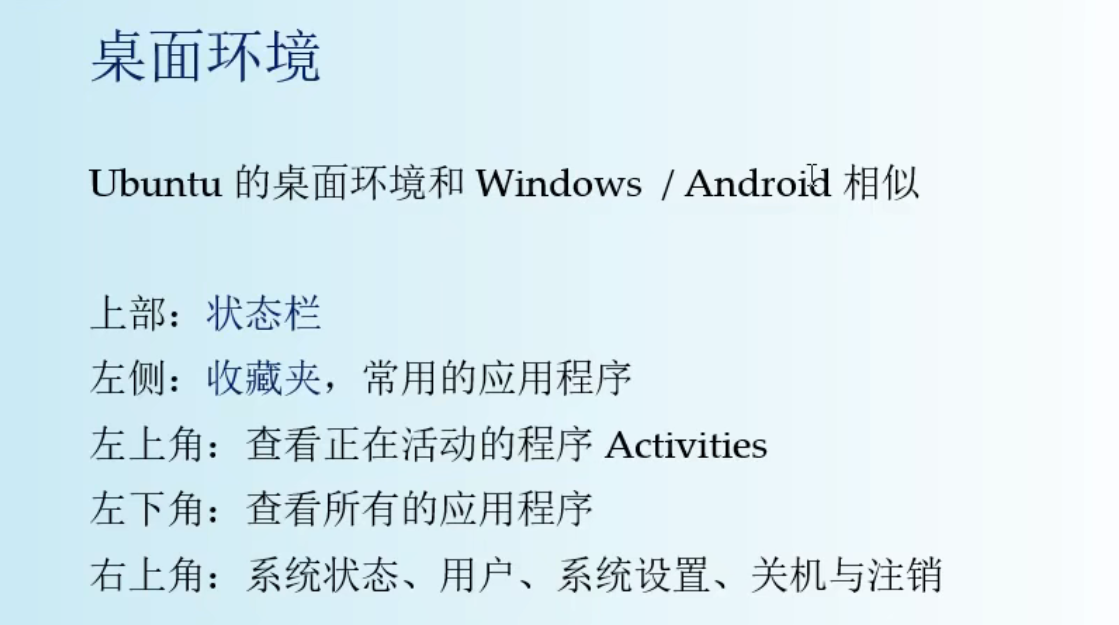 桌面环境
Ubuntu 的桌面环境和 Windows / Android 相似
上部：状态栏
左侧：收藏夹，常用的应用程序
左上角：查看正在活动的程序 Activities
左下角：查看所有的应用程序
右上角：系统状态、用户、系统设置、关机与注销